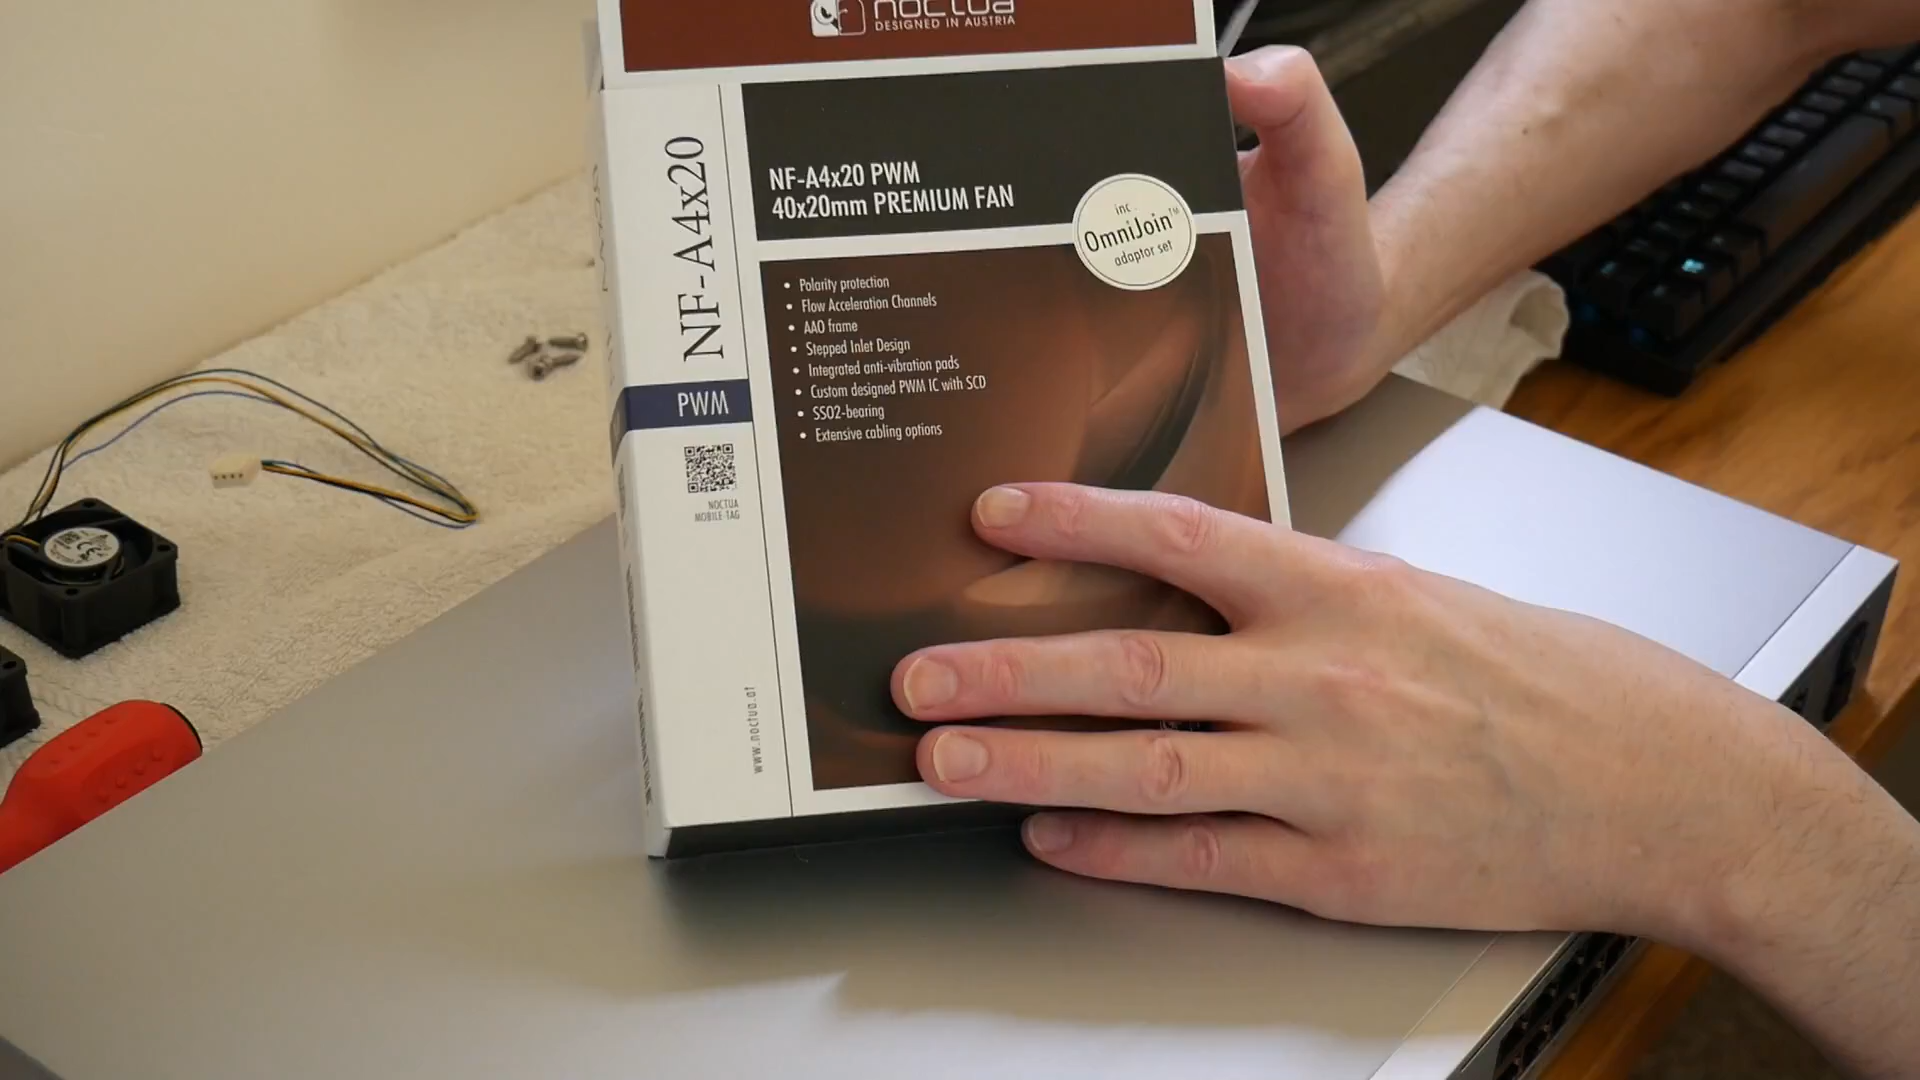 noctua
DESIGNED IN AUSTRIA
NF-A4x20
PWM
NOCTUA
MOBILE-TAG
www.noctua.at
NF-A4x20 PWM
40x20mm PREMIUM FAN
inc.
OmniJoin™
adaptor set
• Polarity protection
• Flow Acceleration Channels
• AAO frame
• Stepped Inlet Design
• Integrated anti-vibration pads
• Custom designed PWM IC with SCD
• SSO2-bearing
• Extensive cabling options